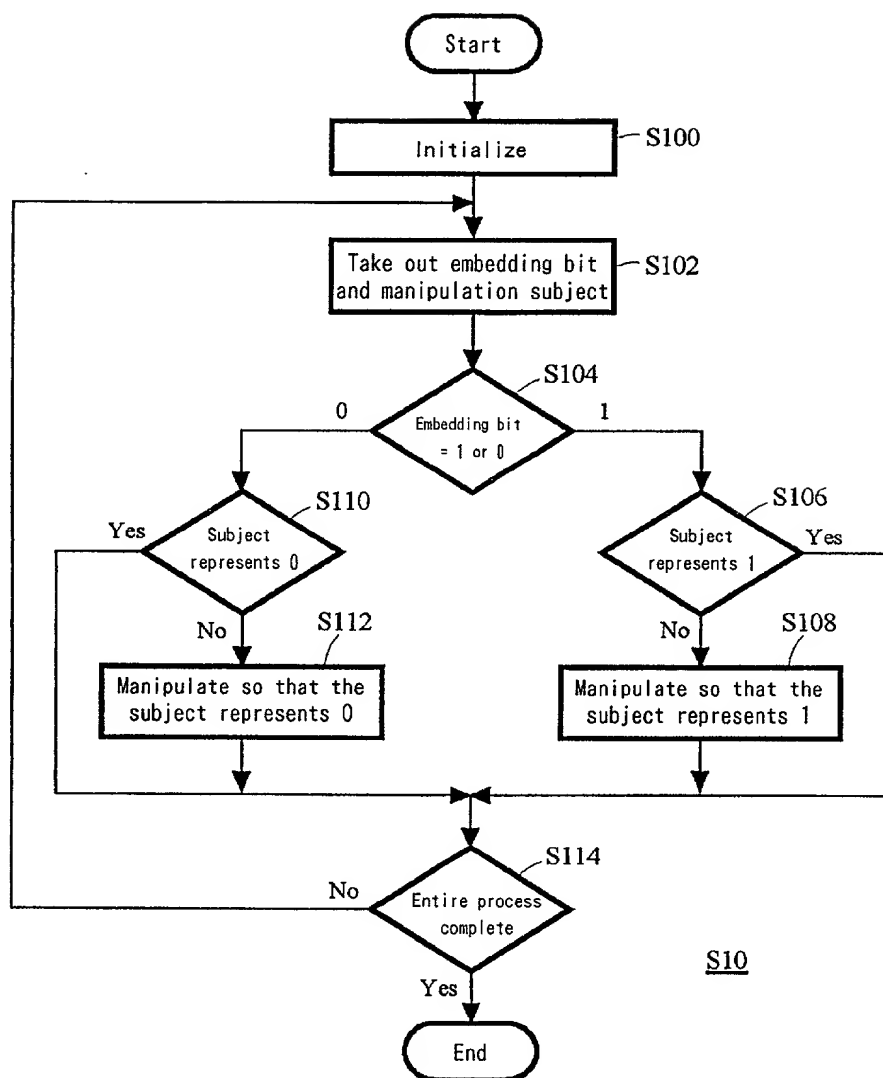 Start
Initialize
S100
Take out embedding bit
and manipulation subject
S102
S104
0
Embedding bit
= 1 or 0
1
S110
Yes
Subject
represents 0
No
S106
Subject
represents 1
Yes
No
S112
Manipulate so that the
subject represents 0
S108
Manipulate so that the
subject represents 1
S114
No
Entire process
complete
Yes
S10
End